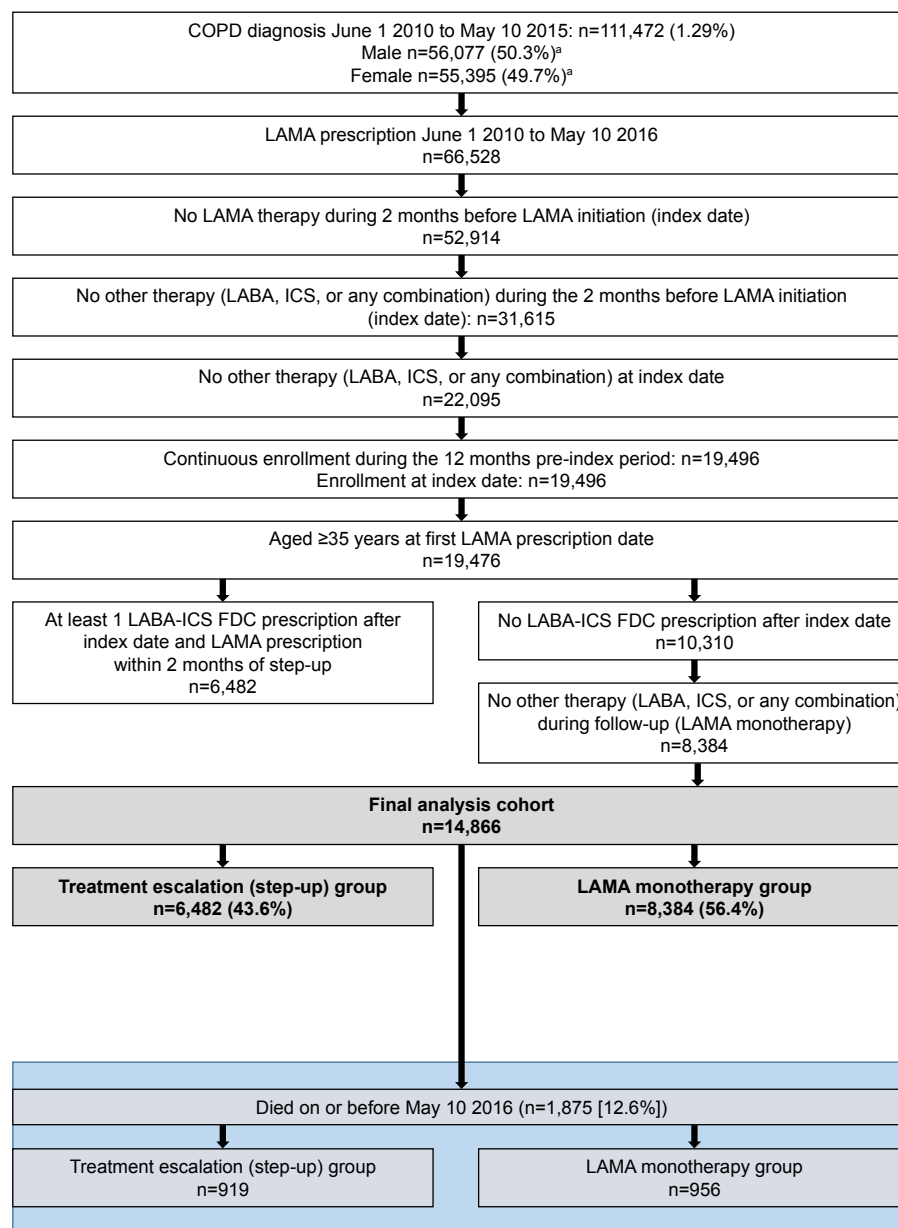 COPD diagnosis June 1 2010 to May 10 2015: n=111,472 (1.29%)
Male n=56,077 (50.3%)ᵃ
Female n=55,395 (49.7%)ᵃ
LAMA prescription June 1 2010 to May 10 2016
n=66,528
No LAMA therapy during 2 months before LAMA initiation (index date)
n=52,914
No other therapy (LABA, ICS, or any combination) during the 2 months before LAMA initiation
(index date): n=31,615
No other therapy (LABA, ICS, or any combination) at index date
n=22,095
Continuous enrollment during the 12 months pre-index period: n=19,496
Enrollment at index date: n=19,496
Aged ≥35 years at first LAMA prescription date
n=19,476
At least 1 LABA-ICS FDC prescription after
index date and LAMA prescription
within 2 months of step-up
n=6,482
No LABA-ICS FDC prescription after index date
n=10,310
No other therapy (LABA, ICS, or any combination)
during follow-up (LAMA monotherapy)
n=8,384
Final analysis cohort
n=14,866
Treatment escalation (step-up) group
n=6,482 (43.6%)
LAMA monotherapy group
n=8,384 (56.4%)
Died on or before May 10 2016 (n=1,875 [12.6%])
Treatment escalation (step-up) group
n=919
LAMA monotherapy group
n=956